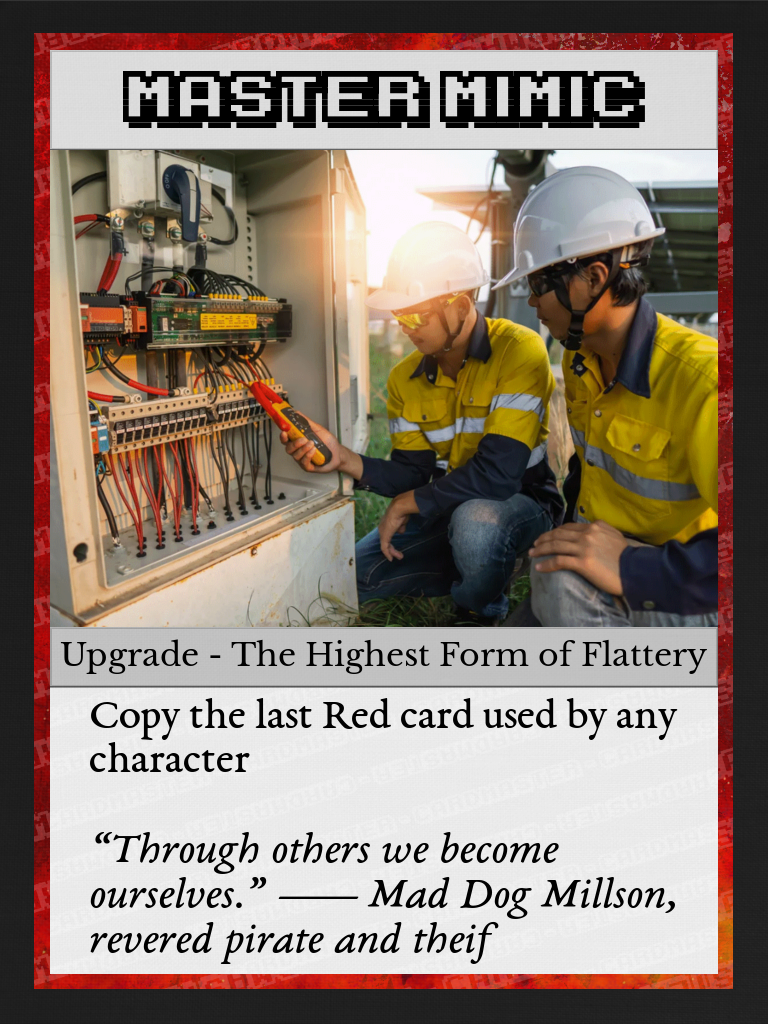 MASTER MIMIC
Upgrade - The Highest Form of Flattery
Copy the last Red card used by any
character
“Through others we become
ourselves.” —— Mad Dog Millson,
revered pirate and theif